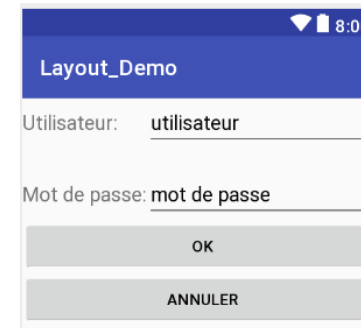 8:0
Layout_Demo
Utilisateur: utilisateur
Mot de passe: mot de passe
OK
ANNULER